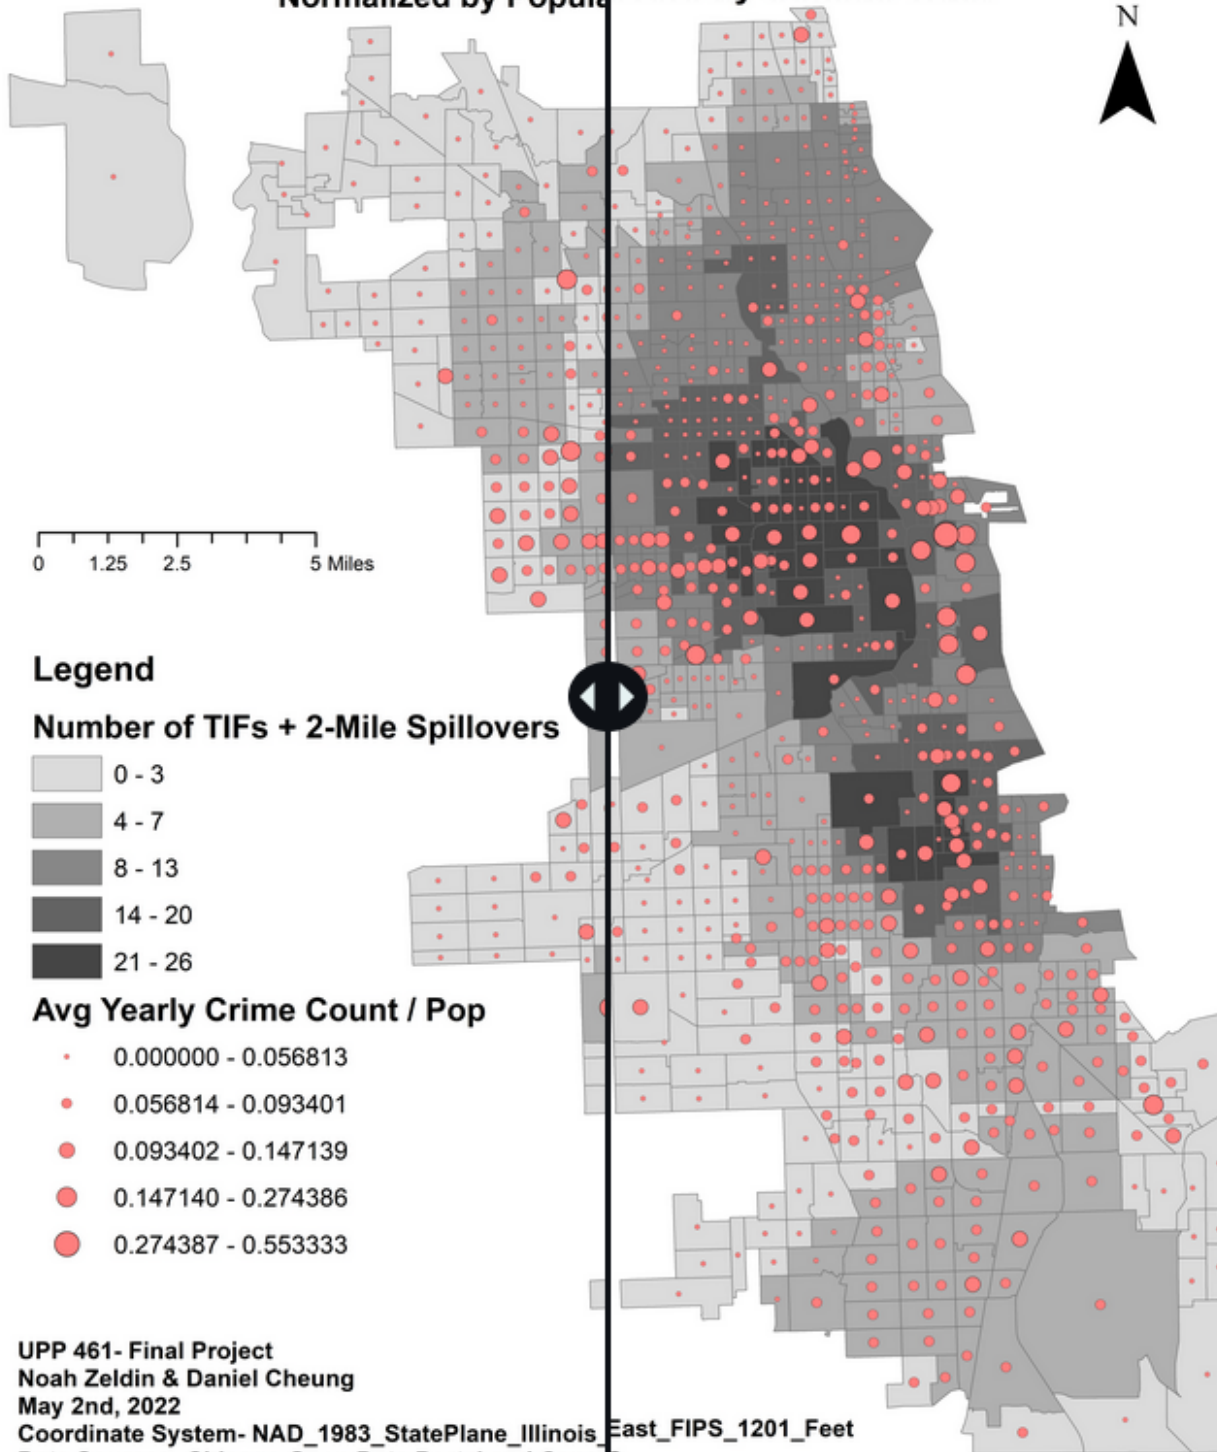 Normalized by
N
0 1.25 2.5 5 Miles
Legend
Number of TIFs + 2-Mile Spillovers
0 - 3
4 - 7
8 - 13
14 - 20
21 - 26
Avg Yearly Crime Count / Pop
0.000000 - 0.056813
0.056814 - 0.093401
0.093402 - 0.147139
0.147140 - 0.274386
0.274387 - 0.553333
UPP 461- Final Project
Noah Zeldin & Daniel Cheung
May 2nd, 2022
Coordinate System- NAD_1983_StatePlane_Illinois_East_FIPS_1201_Feet